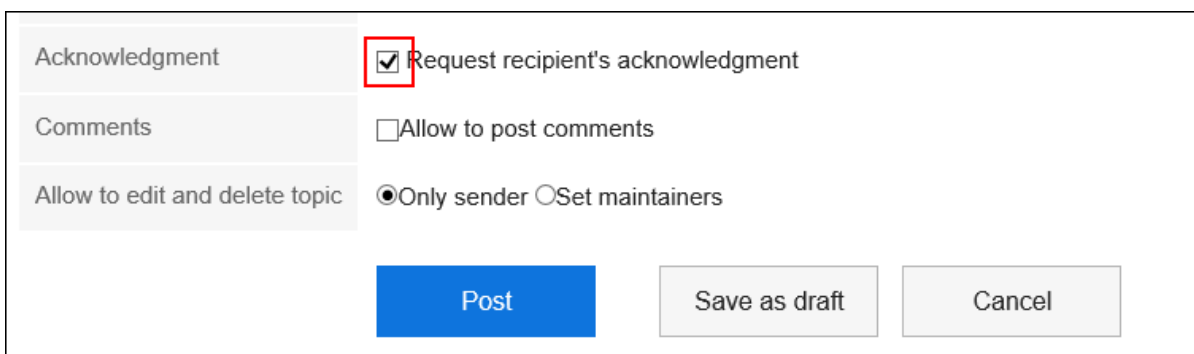 Acknowledgment Request recipient's acknowledgment
Comments Allow to post comments
Allow to edit and delete topic Only sender Set maintainers
Post Save as draft Cancel